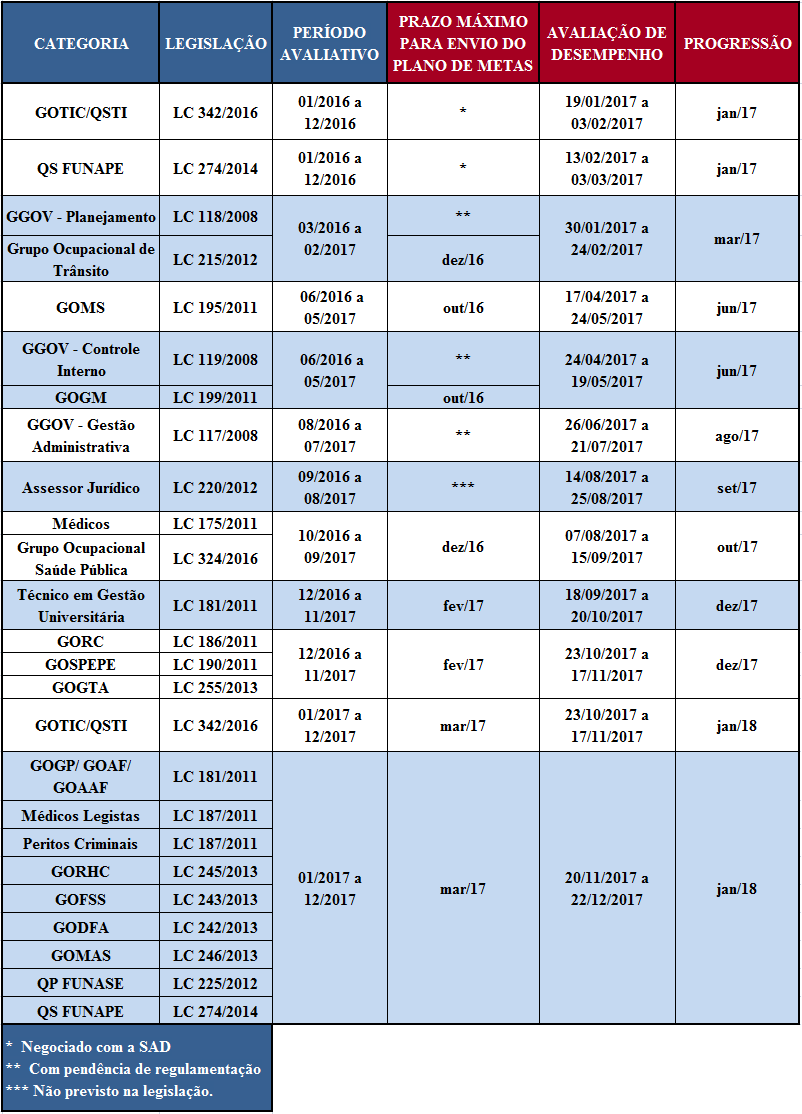 CATEGORIA
LEGISLAÇÃO
PERÍODO
AVALIATIVO
PRAZO MÁXIMO
PARA ENVIO DO
PLANO DE METAS
AVALIAÇÃO DE
DESEMPENHO
PROGRESSÃO
GOTIC/QSTI
LC 342/2016
01/2016 a
12/2016
*
19/01/2017 a
03/02/2017
jan/17
QS FUNAPE
LC 274/2014
01/2016 a
12/2016
*
13/02/2017 a
03/03/2017
jan/17
GGOV - Planejamento
LC 118/2008
03/2016 a
02/2017
**
30/01/2017 a
24/02/2017
mar/17
Grupo Ocupacional de
Trânsito
LC 215/2012
dez/16
GOMS
LC 195/2011
06/2016 a
05/2017
out/16
17/04/2017 a
24/05/2017
jun/17
GGOV - Controle
Interno
LC 119/2008
06/2016 a
05/2017
**
24/04/2017 a
19/05/2017
jun/17
GOGM
LC 199/2011
out/16
GGOV - Gestão
Administrativa
LC 117/2008
08/2016 a
07/2017
**
26/06/2017 a
21/07/2017
ago/17
Assessor Jurídico
LC 220/2012
09/2016 a
08/2017
***
14/08/2017 a
25/08/2017
set/17
Médicos
LC 175/2011
10/2016 a
09/2017
dez/16
07/08/2017 a
15/09/2017
out/17
Grupo Ocupacional
Saúde Pública
LC 324/2016
Técnico em Gestão
Universitária
LC 181/2011
12/2016 a
11/2017
fev/17
18/09/2017 a
20/10/2017
dez/17
GORC
LC 186/2011
12/2016 a
11/2017
fev/17
23/10/2017 a
17/11/2017
dez/17
GOSPEPE
LC 190/2011
GOGTA
LC 255/2013
GOTIC/QSTI
LC 342/2016
01/2017 a
12/2017
mar/17
23/10/2017 a
17/11/2017
jan/18
GOGP/ GOAF/
GOAAF
LC 181/2011
Médicos Legistas
LC 187/2011
Peritos Criminais
LC 187/2011
GORHC
LC 245/2013
01/2017 a
12/2017
mar/17
20/11/2017 a
22/12/2017
jan/18
GOFSS
LC 243/2013
GODFA
LC 242/2013
GOMAS
LC 246/2013
QP FUNASE
LC 225/2012
QS FUNAPE
LC 274/2014
* Negociado com a SAD
** Com pendência de regulamentação
*** Não previsto na legislação.